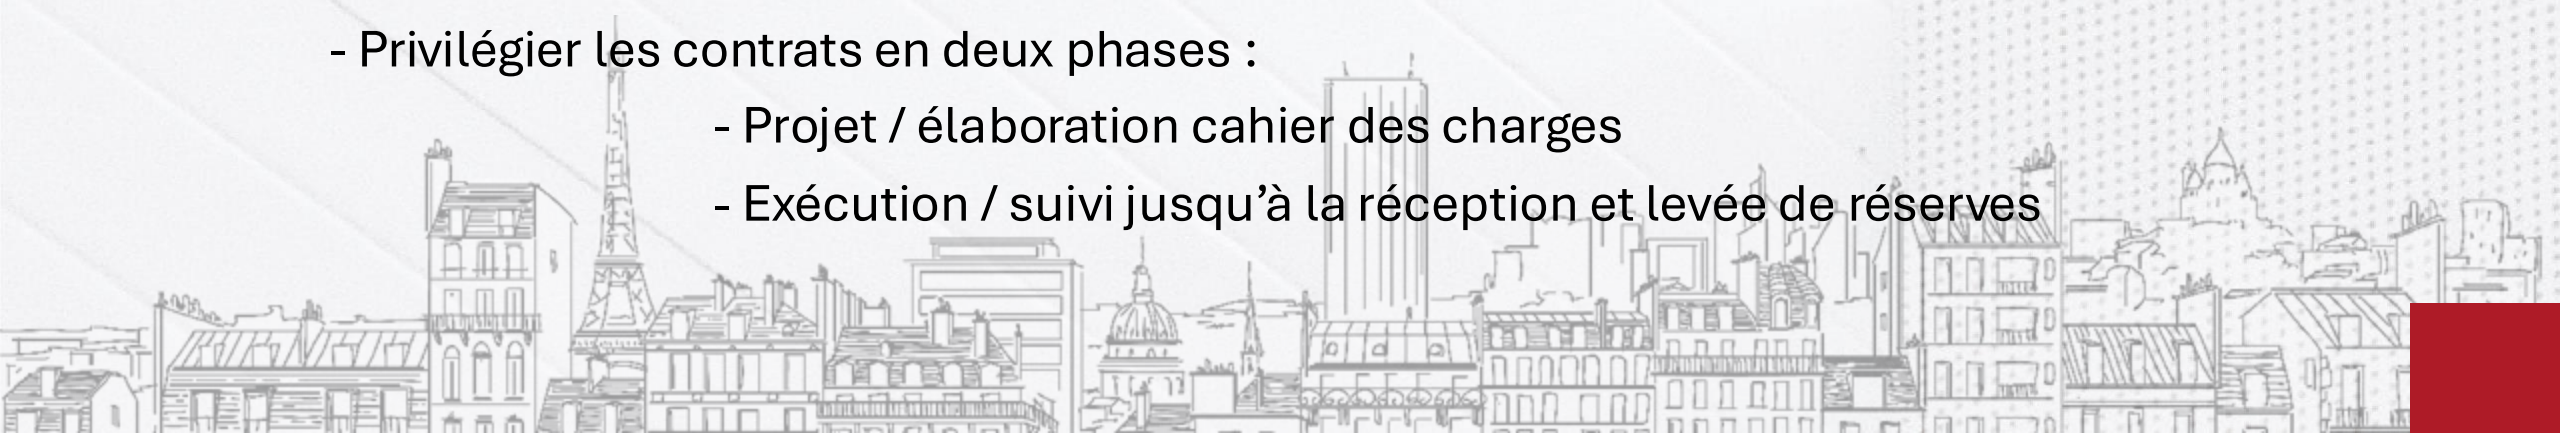 - Privilégier les contrats en deux phases :
- Projet / élaboration cahier des charges
- Exécution / suivi jusqu’à la réception et levée de réserves